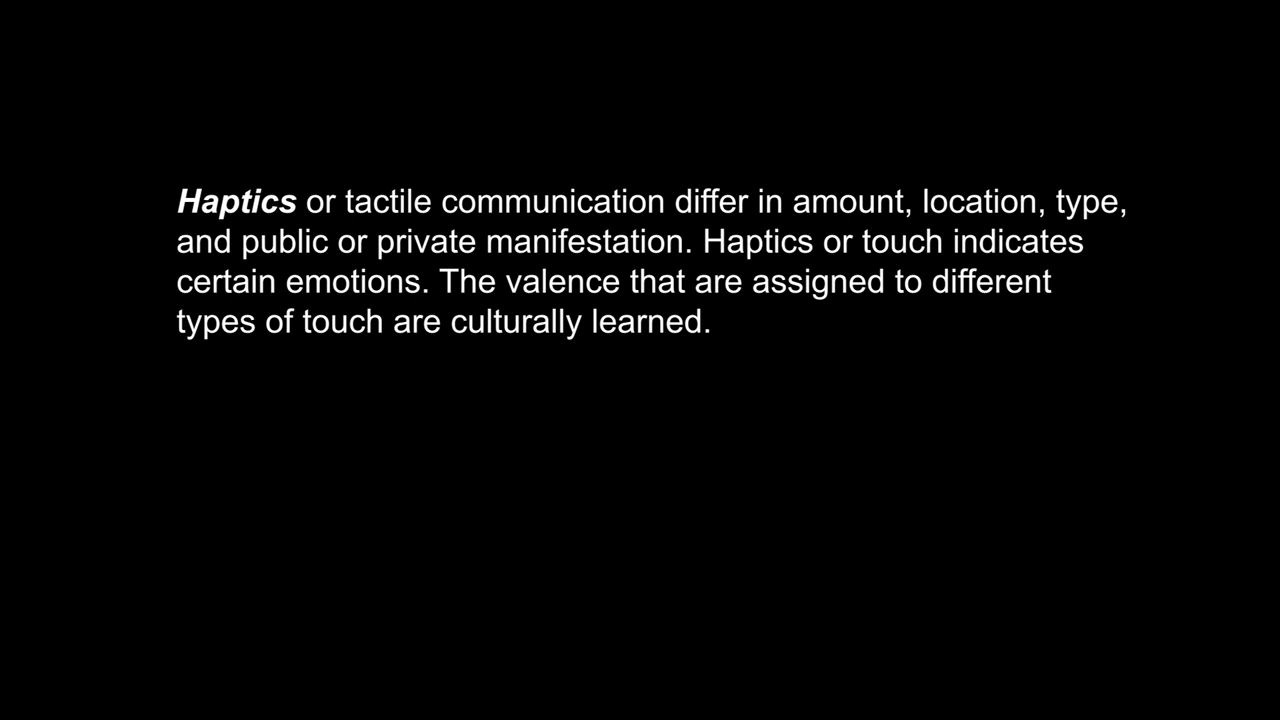 Haptics or tactile communication differ in amount, location, type,
and public or private manifestation. Haptics or touch indicates
certain emotions. The valence that are assigned to different
types of touch are culturally learned.